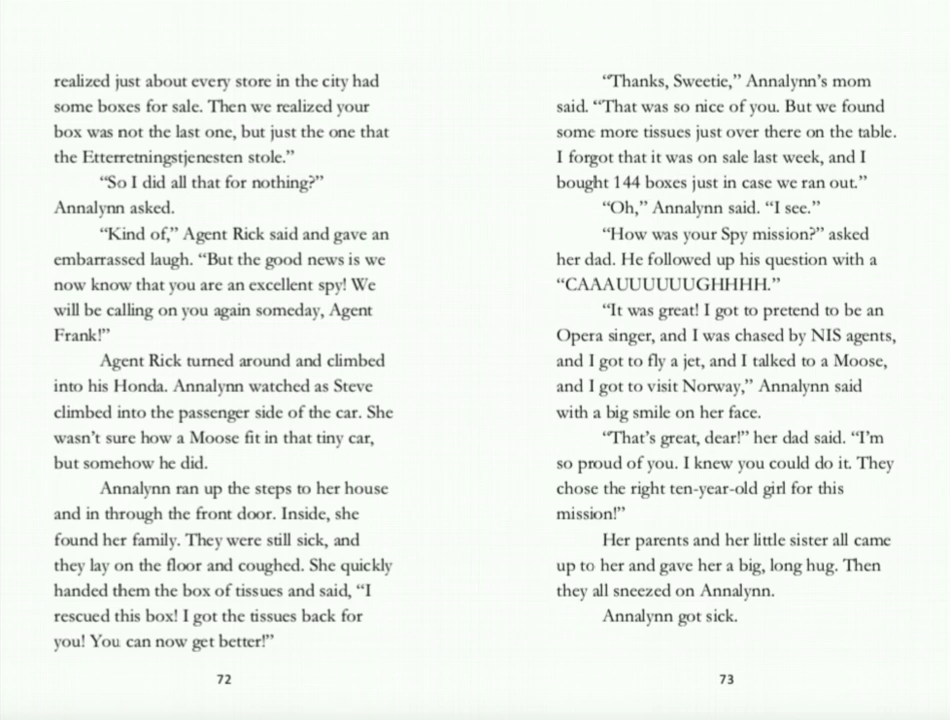 realized just about every store in the city had
some boxes for sale. Then we realized your
box was not the last one, but just the one that
the Etterretningstjenesten stole.”
“So I did all that for nothing?”
Annalynn asked.
“Kind of,” Agent Rick said and gave an
embarrassed laugh. “But the good news is we
now know that you are an excellent spy! We
will be calling on you again someday, Agent
Frank!”
Agent Rick turned around and climbed
into his Honda. Annalynn watched as Steve
climbed into the passenger side of the car. She
wasn’t sure how a Moose fit in that tiny car,
but somehow he did.
Annalynn ran up the steps to her house
and in through the front door. Inside, she
found her family. They were still sick, and
they lay on the floor and coughed. She quickly
handed them the box of tissues and said, “I
rescued this box! I got the tissues back for
you! You can now get better!”
72
“Thanks, Sweetie,” Annalynn’s mom
said. “That was so nice of you. But we found
some more tissues just over there on the table.
I forgot that it was on sale last week, and I
bought 144 boxes just in case we ran out.”
“Oh,” Annalynn said. “I see.”
“How was your Spy mission?” asked
her dad. He followed up his question with a
“CAAAUUUUUUGHHHH.”
“It was great! I got to pretend to be an
Opera singer, and I was chased by NIS agents,
and I got to fly a jet, and I talked to a Moose,
and I got to visit Norway,” Annalynn said
with a big smile on her face.
“That’s great, dear!” her dad said. “I’m
so proud of you. I knew you could do it. They
chose the right ten-year-old girl for this
mission!”
Her parents and her little sister all came
up to her and gave her a big, long hug. Then
they all sneezed on Annalynn.
Annalynn got sick.
73